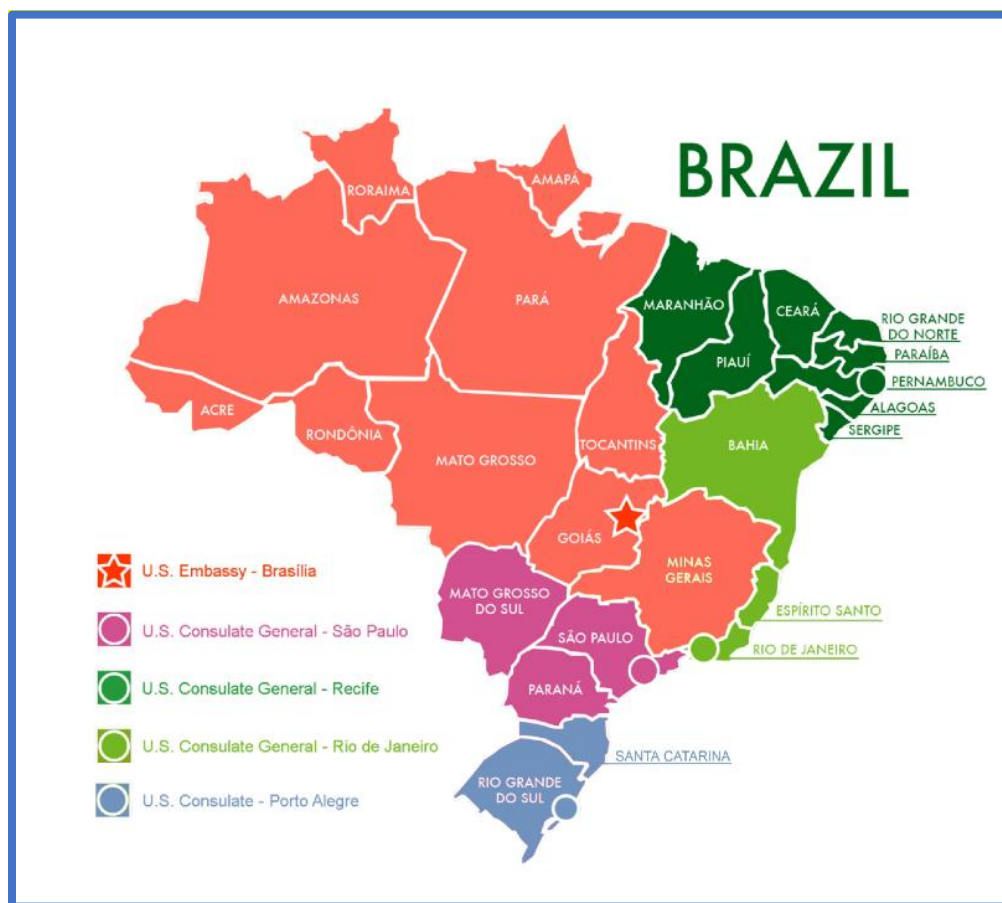 BRAZIL
RORAIMA
AMAPÁ
AMAZONAS
PARÁ
MARANHÃO
CEARÁ
RIO GRANDE
DO NORTE
PARAÍBA
PIAUÍ
PERNAMBUCO
ALAGOAS
SERGIPE
ACRE
RONDÔNIA
TOCANTINS
BAHIA
MATO GROSSO
GOIÁS
MINAS
GERAIS
MATO GROSSO
DO SUL
ESPÍRITO SANTO
SÃO PAULO
RIO DE JANEIRO
PARANÁ
SANTA CATARINA
RIO GRANDE
DO SUL
U.S. Embassy - Brasília
U.S. Consulate General - São Paulo
U.S. Consulate General - Recife
U.S. Consulate General - Rio de Janeiro
U.S. Consulate - Porto Alegre